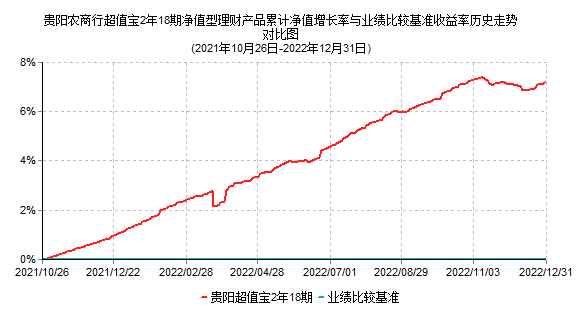 贵阳农商行超值宝2年18期净值型理财产品累计净值增长率与业绩比较基准收益率历史走势
对比图
(2021年10月26日-2022年12月31日)
8%
6%
4%
2%
0%
2021/10/26 2021/12/22 2022/02/28 2022/04/28 2022/07/01 2022/08/29 2022/11/03 2022/12/31
贵阳超值宝2年18期 业绩比较基准